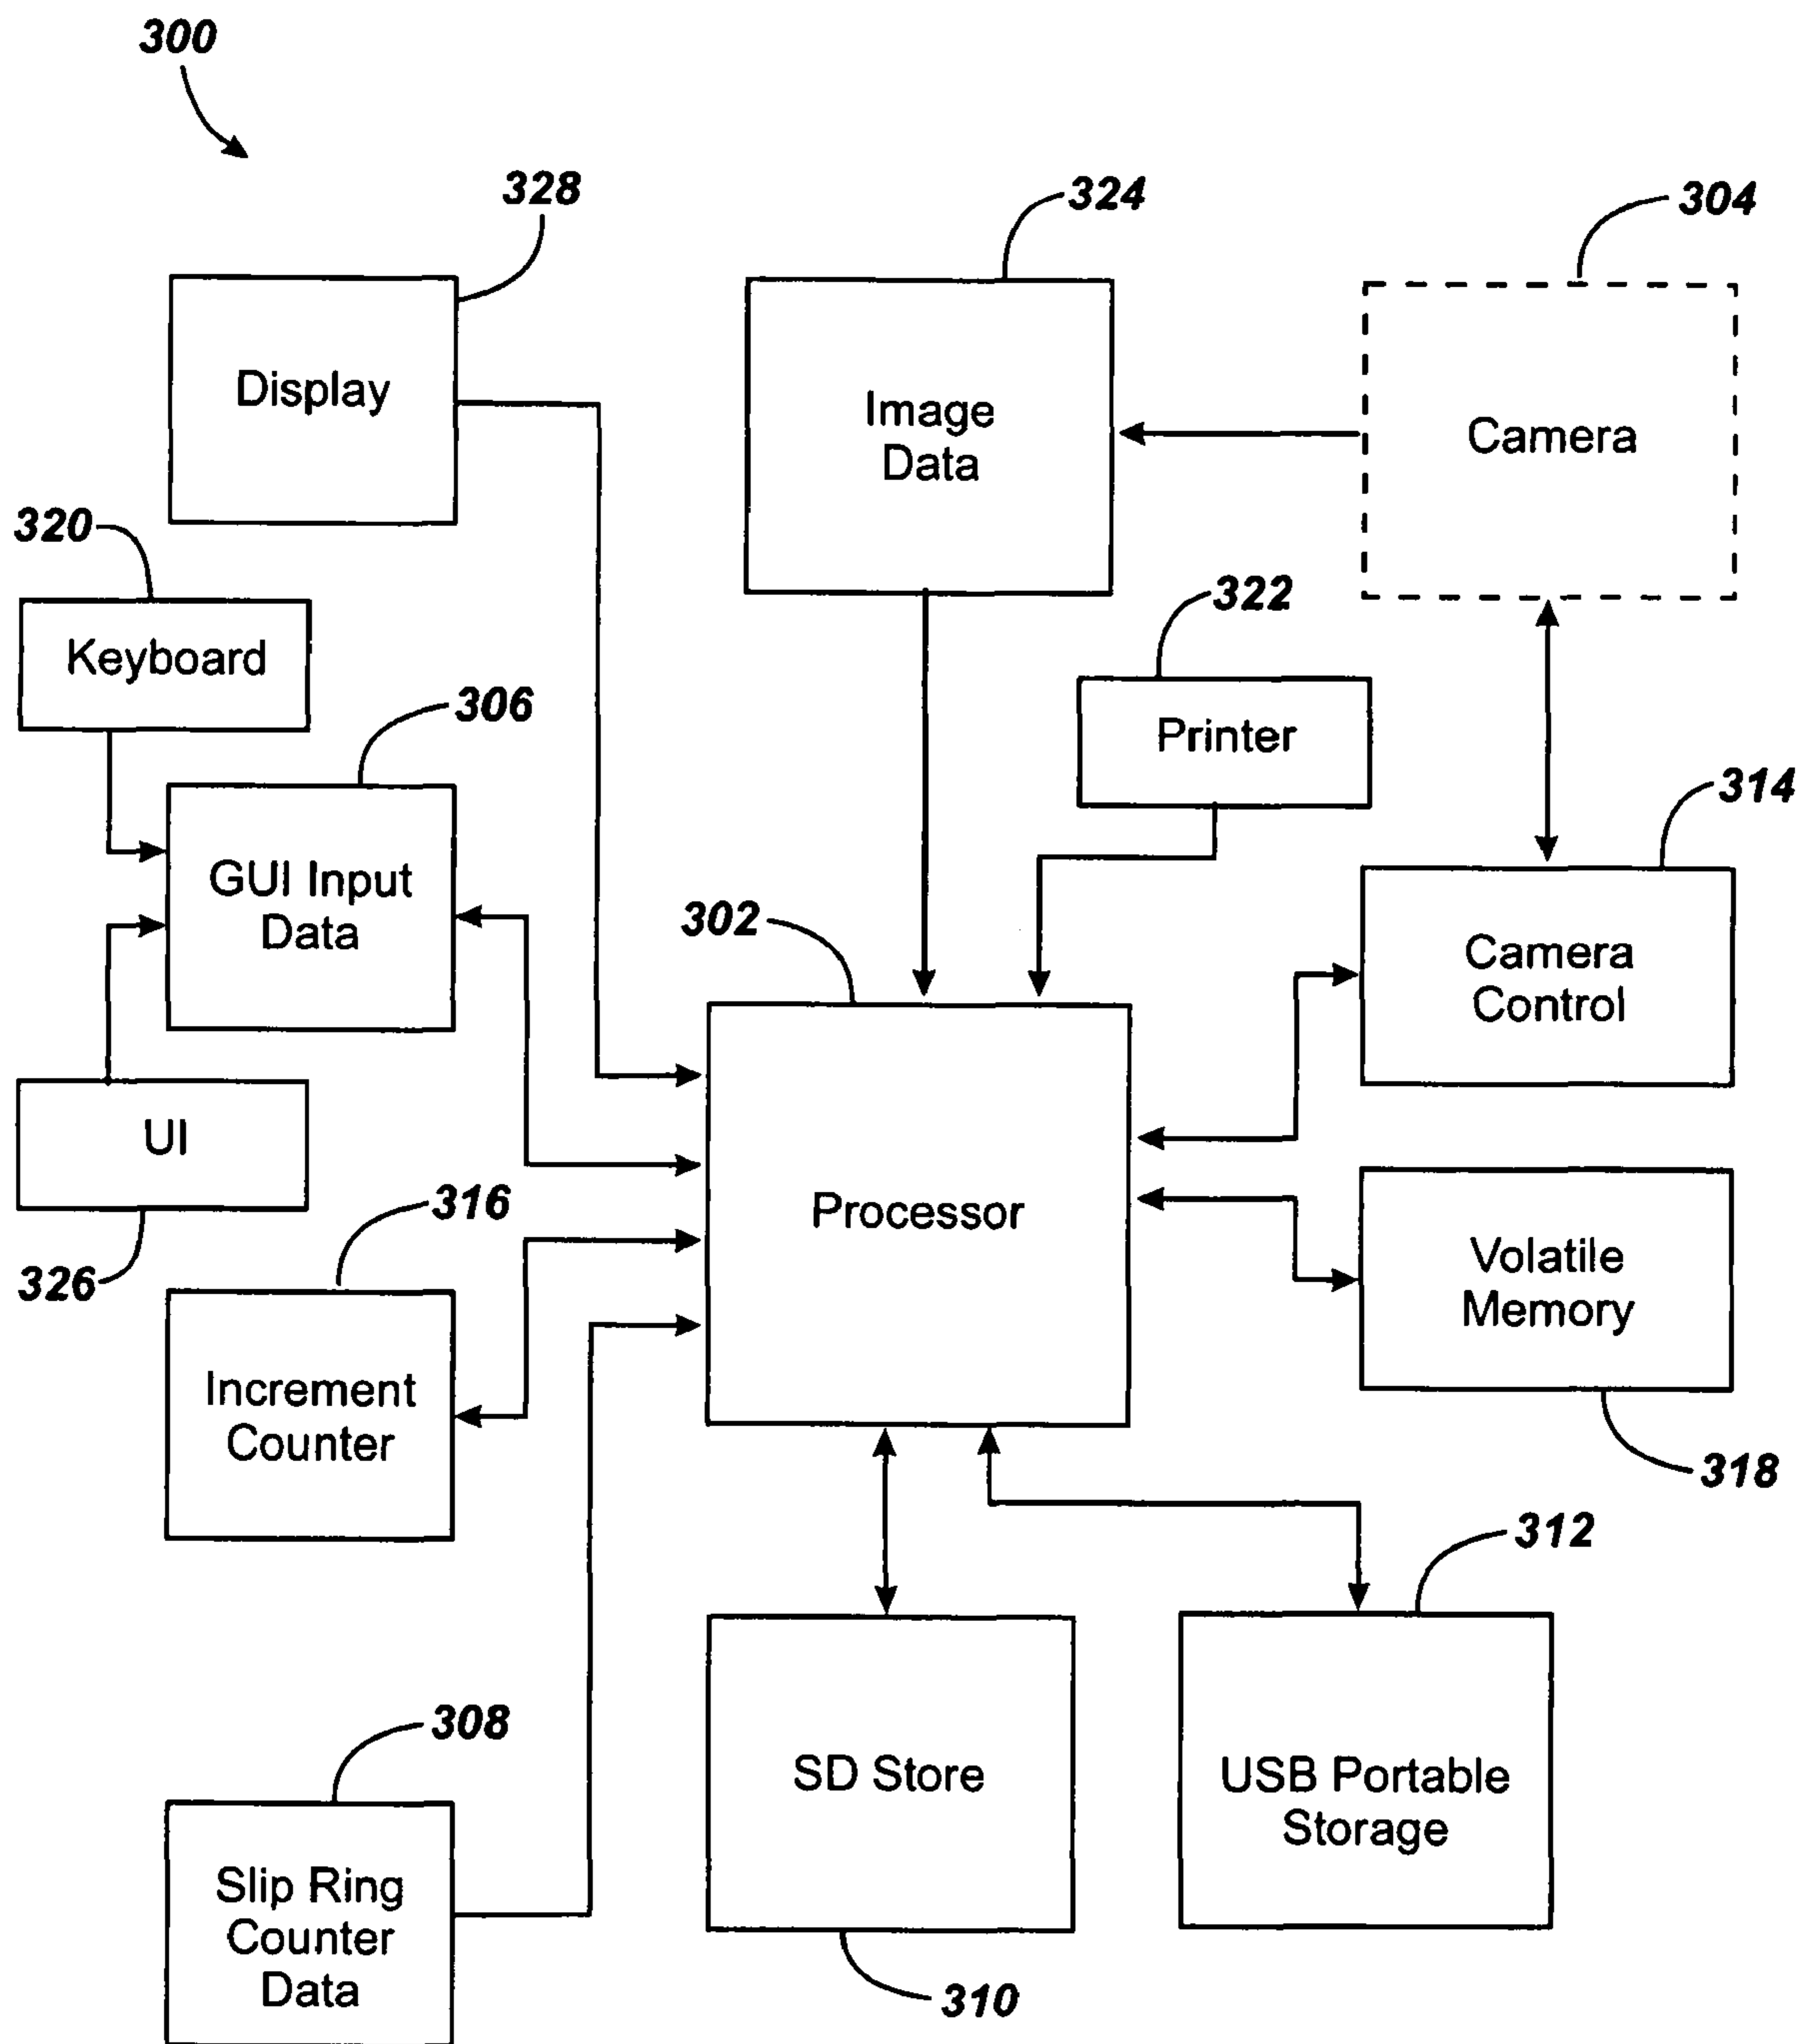 300
328
324
304
Display
Image
Data
Camera
320
322
Keyboard
306
Printer
314
GUI Input
Data
302
Camera
Control
UI
316
Processor
Volatile
Memory
326
Increment
Counter
318
312
308
SD Store
USB Portable
Storage
Slip Ring
Counter
Data
310